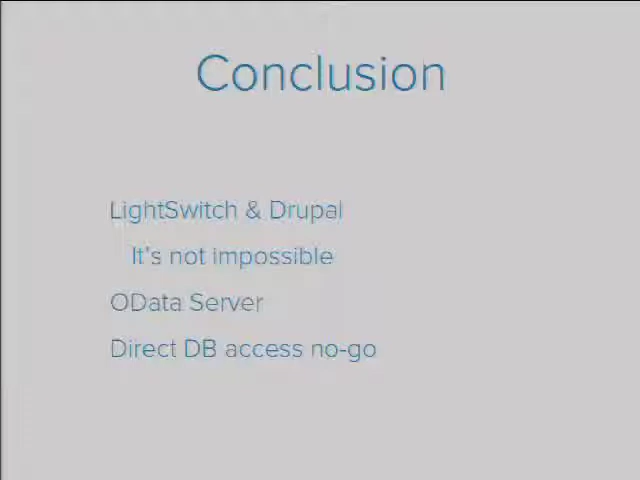 Conclusion
LightSwitch & Drupal
It's not impossible
OData Server
Direct DB access no-go